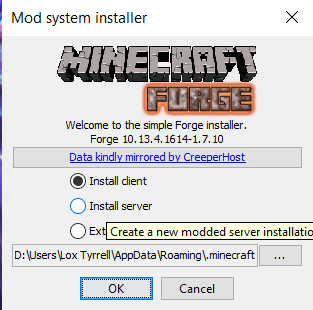 Mod system installer
MINECRAFT
FORGE
Welcome to the simple Forge installer.
Forge 10.13.4.1614-1.7.10
Data kindly mirrored by CreeperHost
Install client
Install server
Ext
Create a new modded server installatio
D:\Users\Lox Tyrrell\AppData\Roaming\.minecraft
...
OK
Cancel